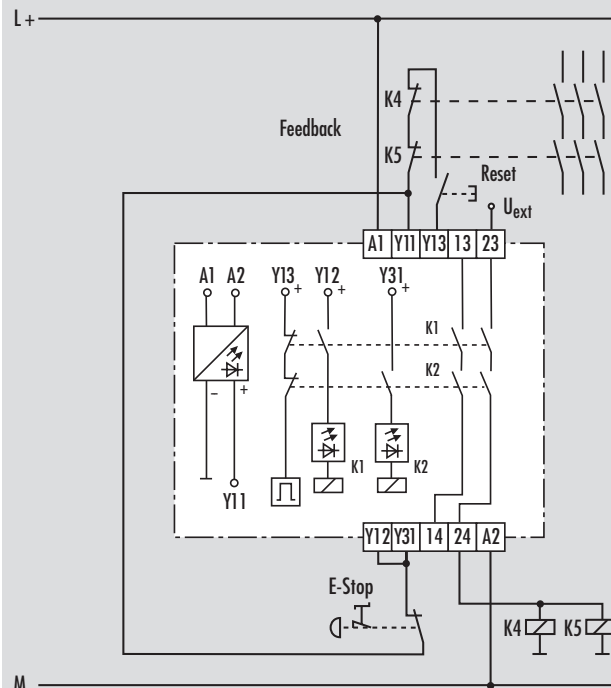 L+
K4
Feedback
K5
Reset
Uext
A1 Y11 Y13 13 23
A1 A2 Y13 + Y12 + Y31 +
K1
K2
− +
K1 K2
Y11
Y12 Y31 14 24 A2
E-Stop
K4 K5
M